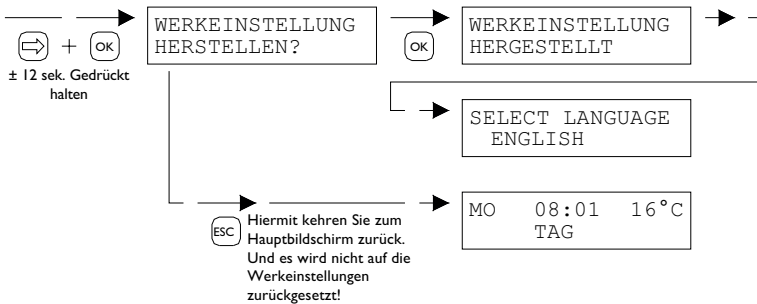 WERKEINSTELLUNG
HERSTELLEN?
WERKEINSTELLUNG
HERGESTELLT
+ OK
OK
± 12 sek. Gedrückt
halten
SELECT LANGUAGE
ENGLISH
MO 08:01 16°C
TAG
ESC
Hiermit kehren Sie zum
Hauptbildschirm zurück.
Und es wird nicht auf die
Werkeinstellungen
zurückgesetzt!